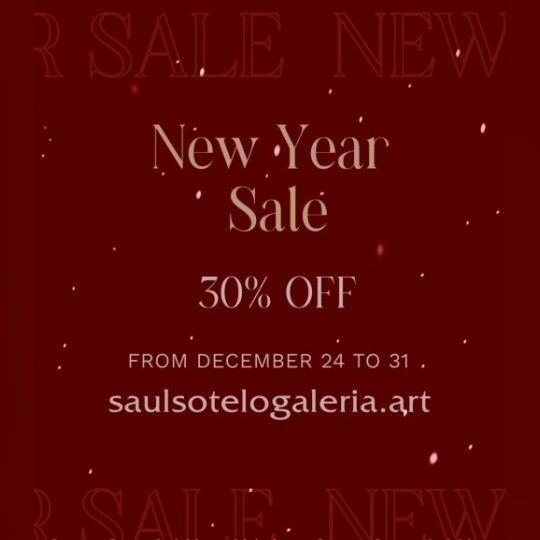 R SALE NEW
New Year
Sale
30% OFF
FROM DECEMBER 24 TO 31
saulsotelogaleria.art
R SALE NEW